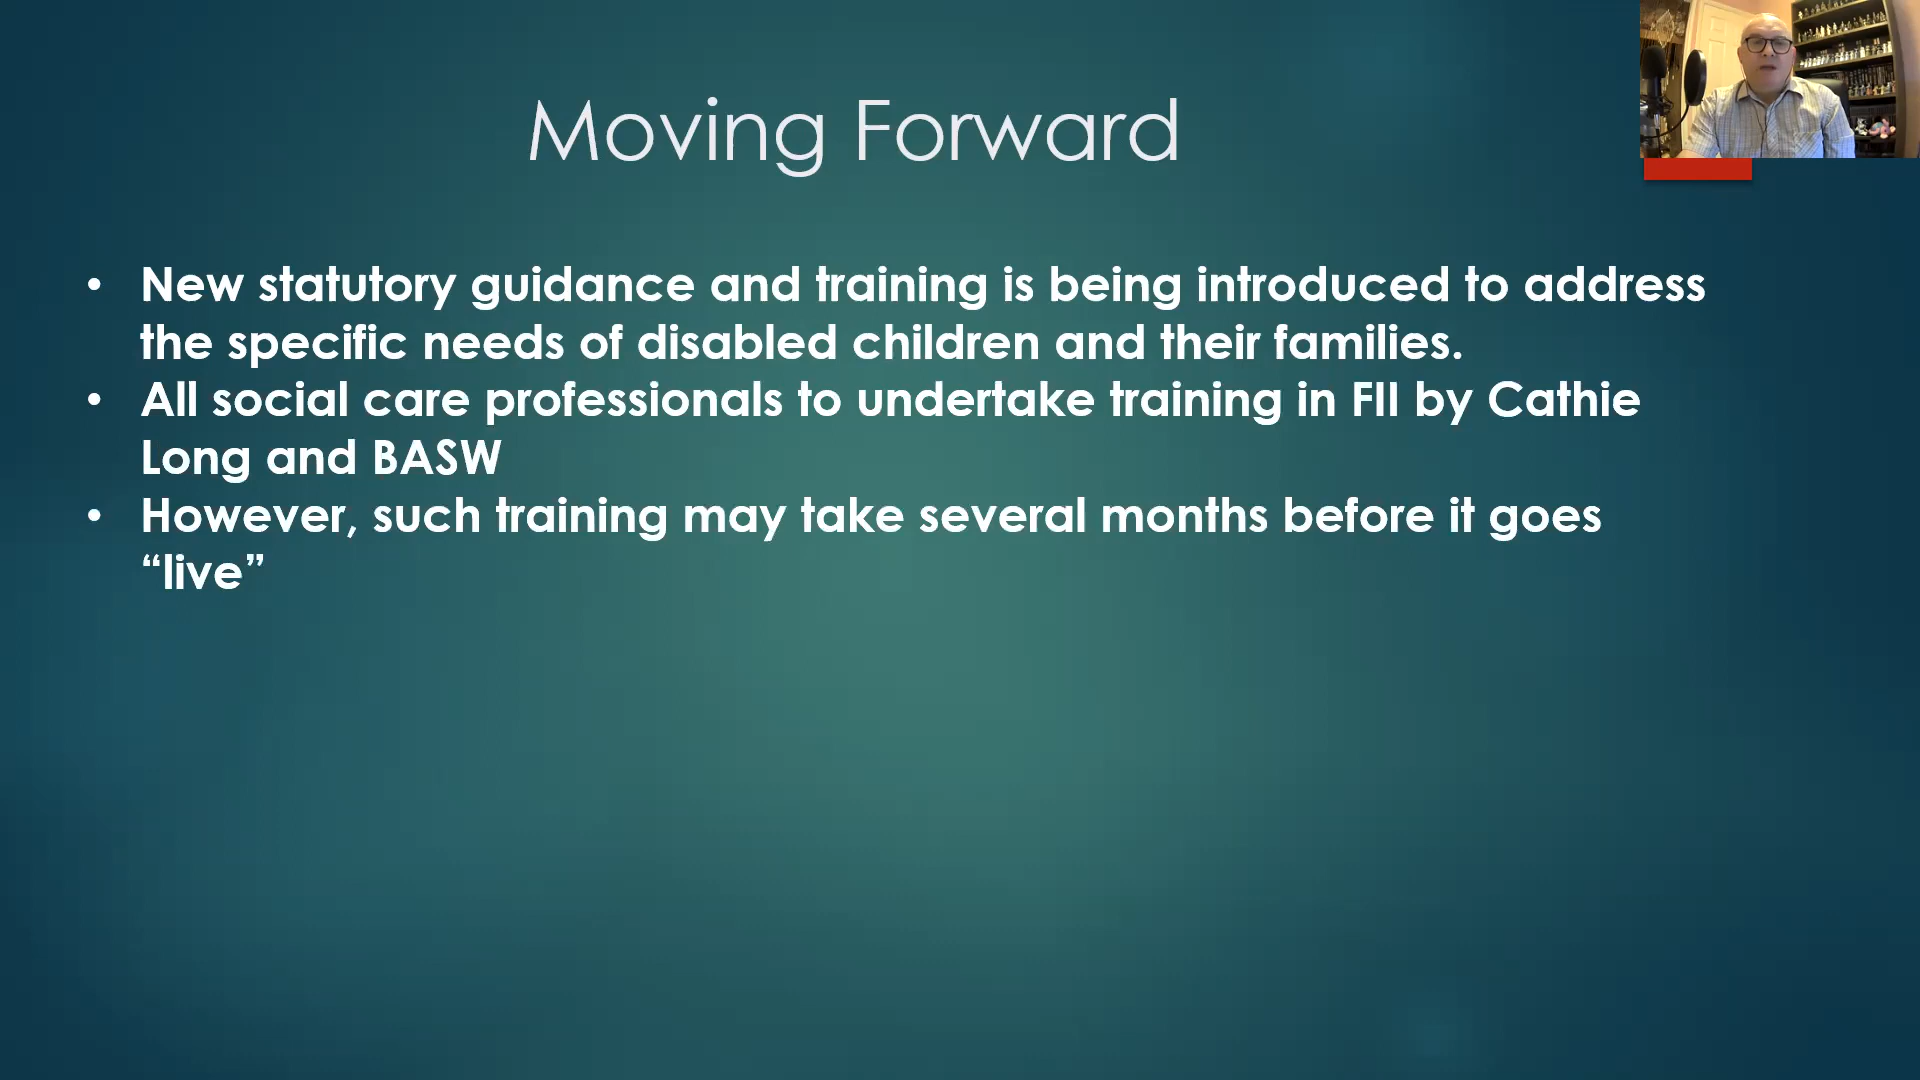 Moving Forward
• New statutory guidance and training is being introduced to address
the specific needs of disabled children and their families.
• All social care professionals to undertake training in FII by Cathie
Long and BASW
• However, such training may take several months before it goes
“live”